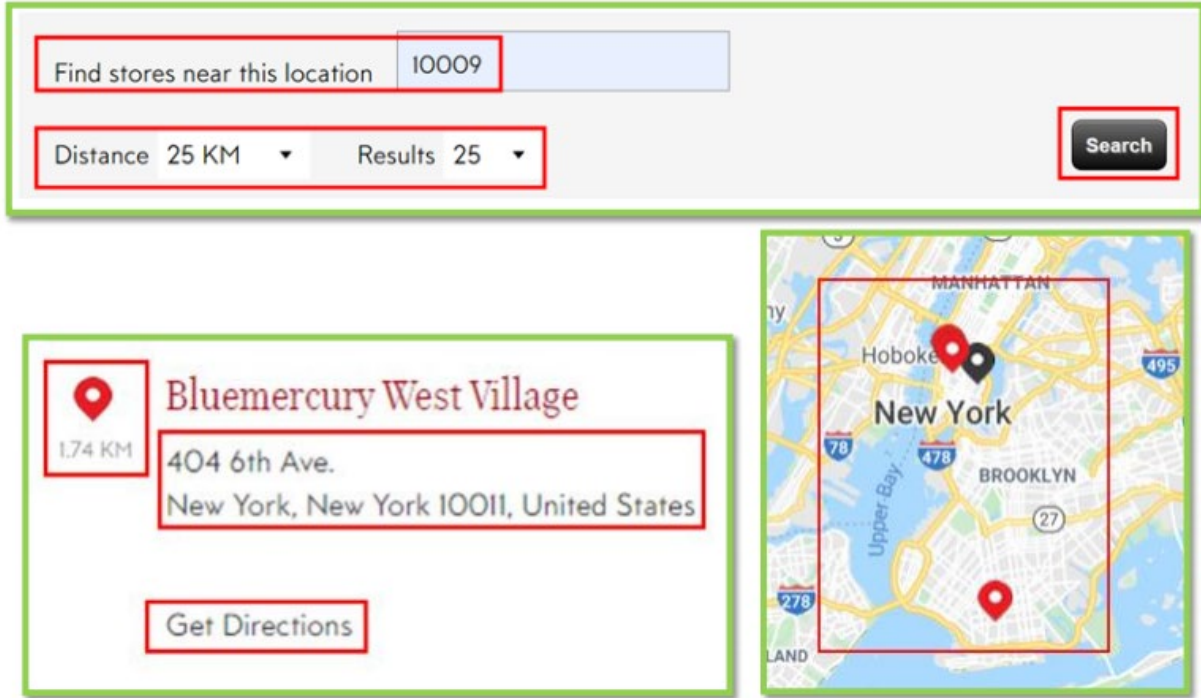 Find stores near this location 10009
Distance 25 KM Results 25
Search
Bluemercury West Village
1.74 KM
404 6th Ave.
New York, New York 10011, United States
Get Directions
MANHATTAN
Hoboke
495
New York
78
478
BROOKLYN
Upper Bay
27
278
LAND